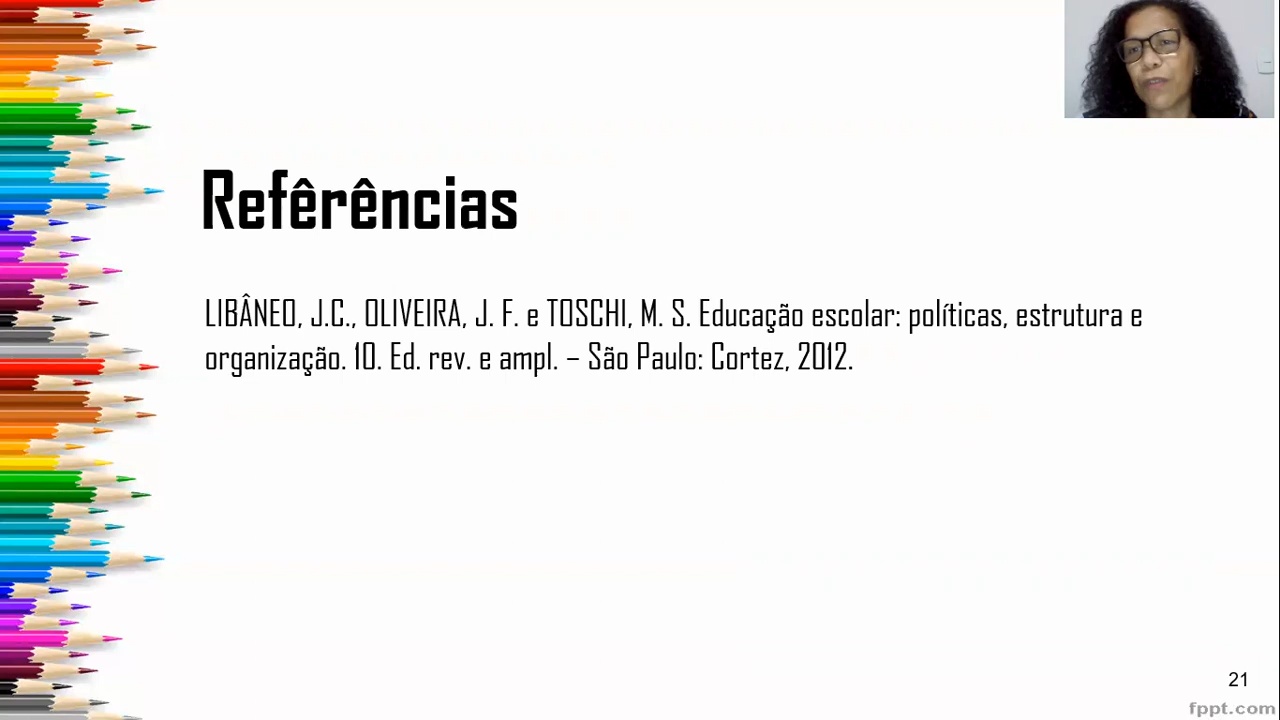 Refêrências
LIBÂNEO, J.C., OLIVEIRA, J. F. e TOSCHI, M. S. Educação escolar: políticas, estrutura e
organização. 10. Ed. rev. e ampl. – São Paulo: Cortez, 2012.
21
fppt.com